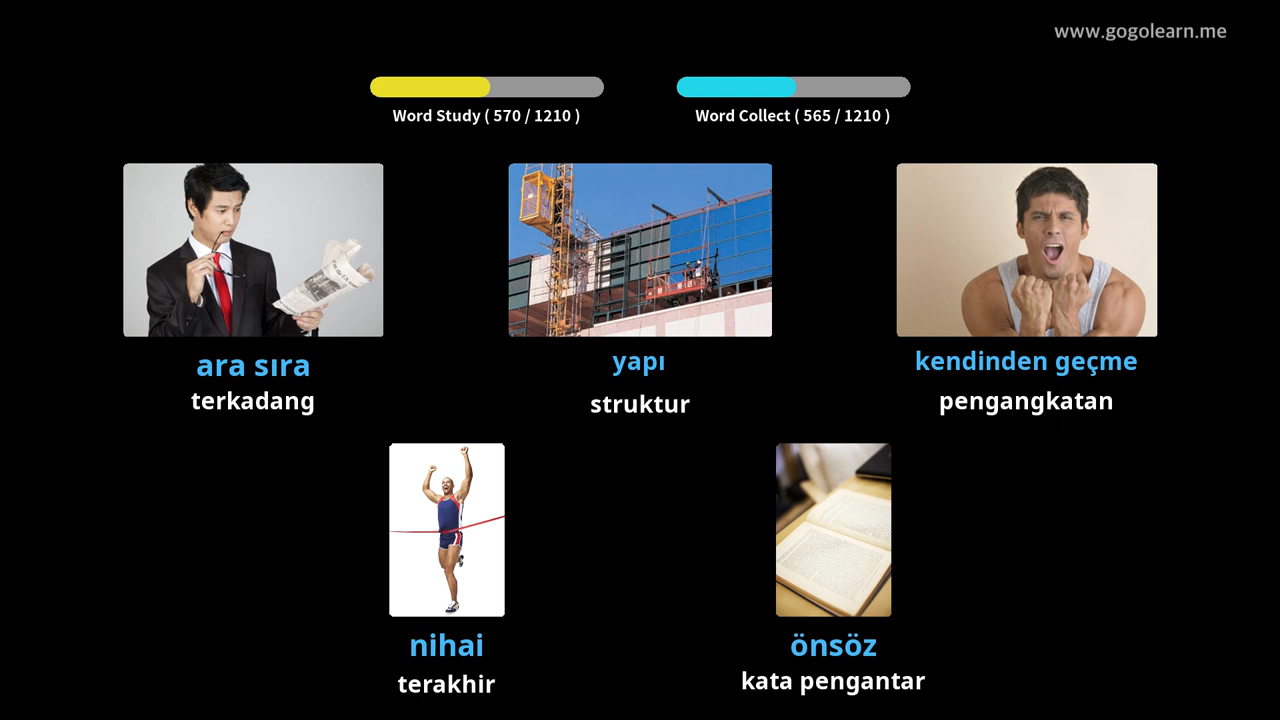 www.gogolearn.me
Word Study ( 570 / 1210 )
Word Collect ( 565 / 1210 )
ara sıra
terkadang
yapı
struktur
kendinden geçme
pengangkatan
nihai
terakhir
önsöz
kata pengantar